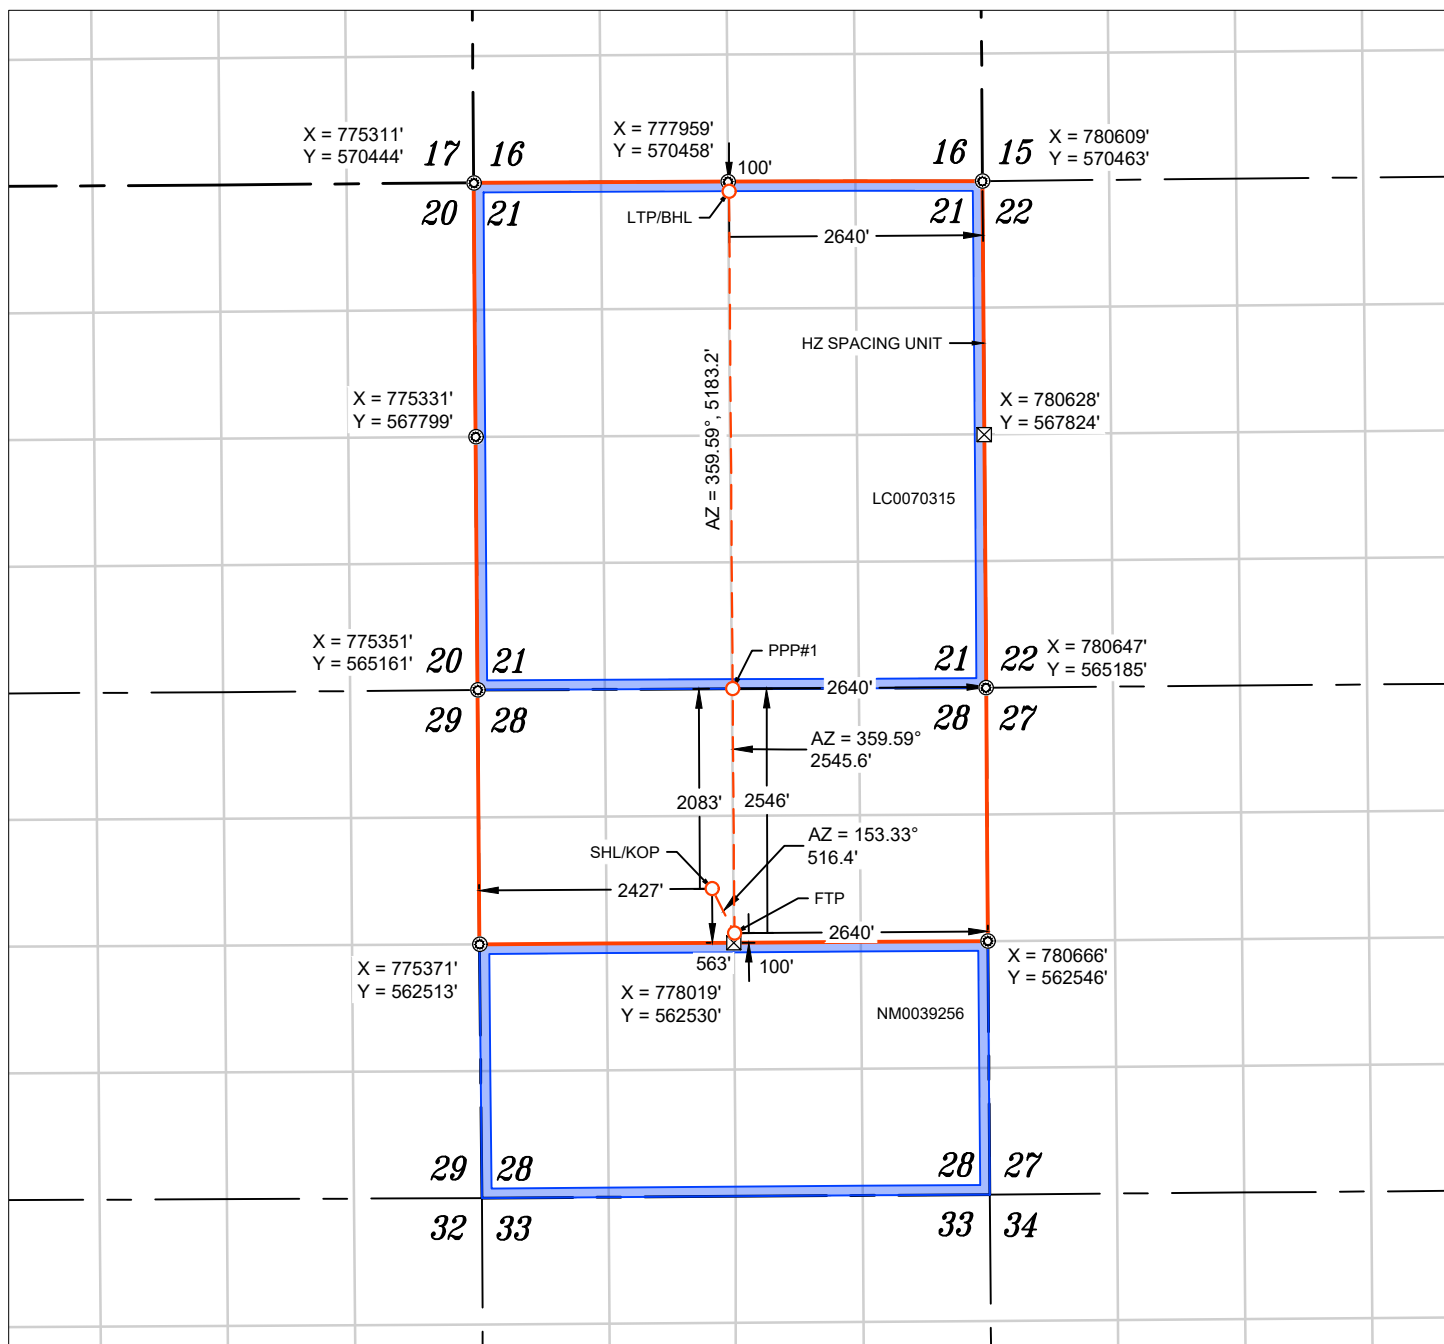 X = 775311'
Y = 570444'
17 16
20 21
X = 777959'
Y = 570458'
100'
16 15
21 22
X = 780609'
Y = 570463'
LTP/BHL
2640'
HZ SPACING UNIT
AZ = 359.59°, 5183.2'
X = 775331'
Y = 567799'
X = 780628'
Y = 567824'
LC0070315
X = 775351'
Y = 565161'
20 21
29 28
PPP#1
2640'
21 22
28 27
X = 780647'
Y = 565185'
AZ = 359.59°
2545.6'
2083'
2546'
AZ = 153.33°
516.4'
SHL/KOP
2427'
FTP
2640'
563'
100'
X = 775371'
Y = 562513'
X = 778019'
Y = 562530'
X = 780666'
Y = 562546'
NM0039256
29 28
32 33
28 27
33 34